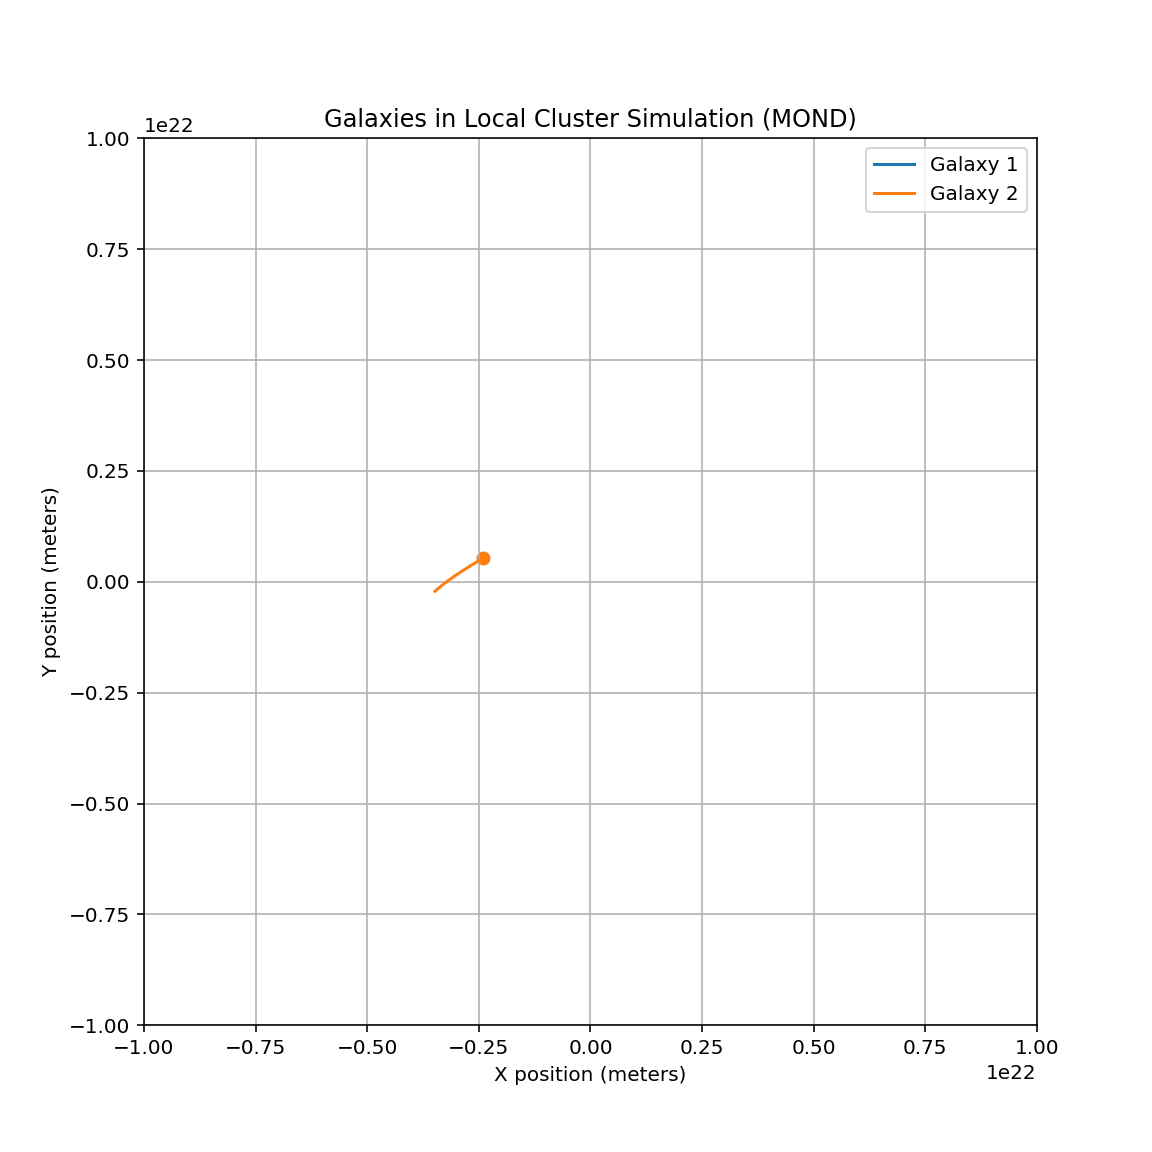 Galaxies in Local Cluster Simulation (MOND)
1e22
Galaxy 1
Galaxy 2
1.00
0.75
0.50
0.25
0.00
−0.25
−0.50
−0.75
−1.00
Y position (meters)
−1.00 −0.75 −0.50 −0.25 0.00 0.25 0.50 0.75 1.00
X position (meters)
1e22